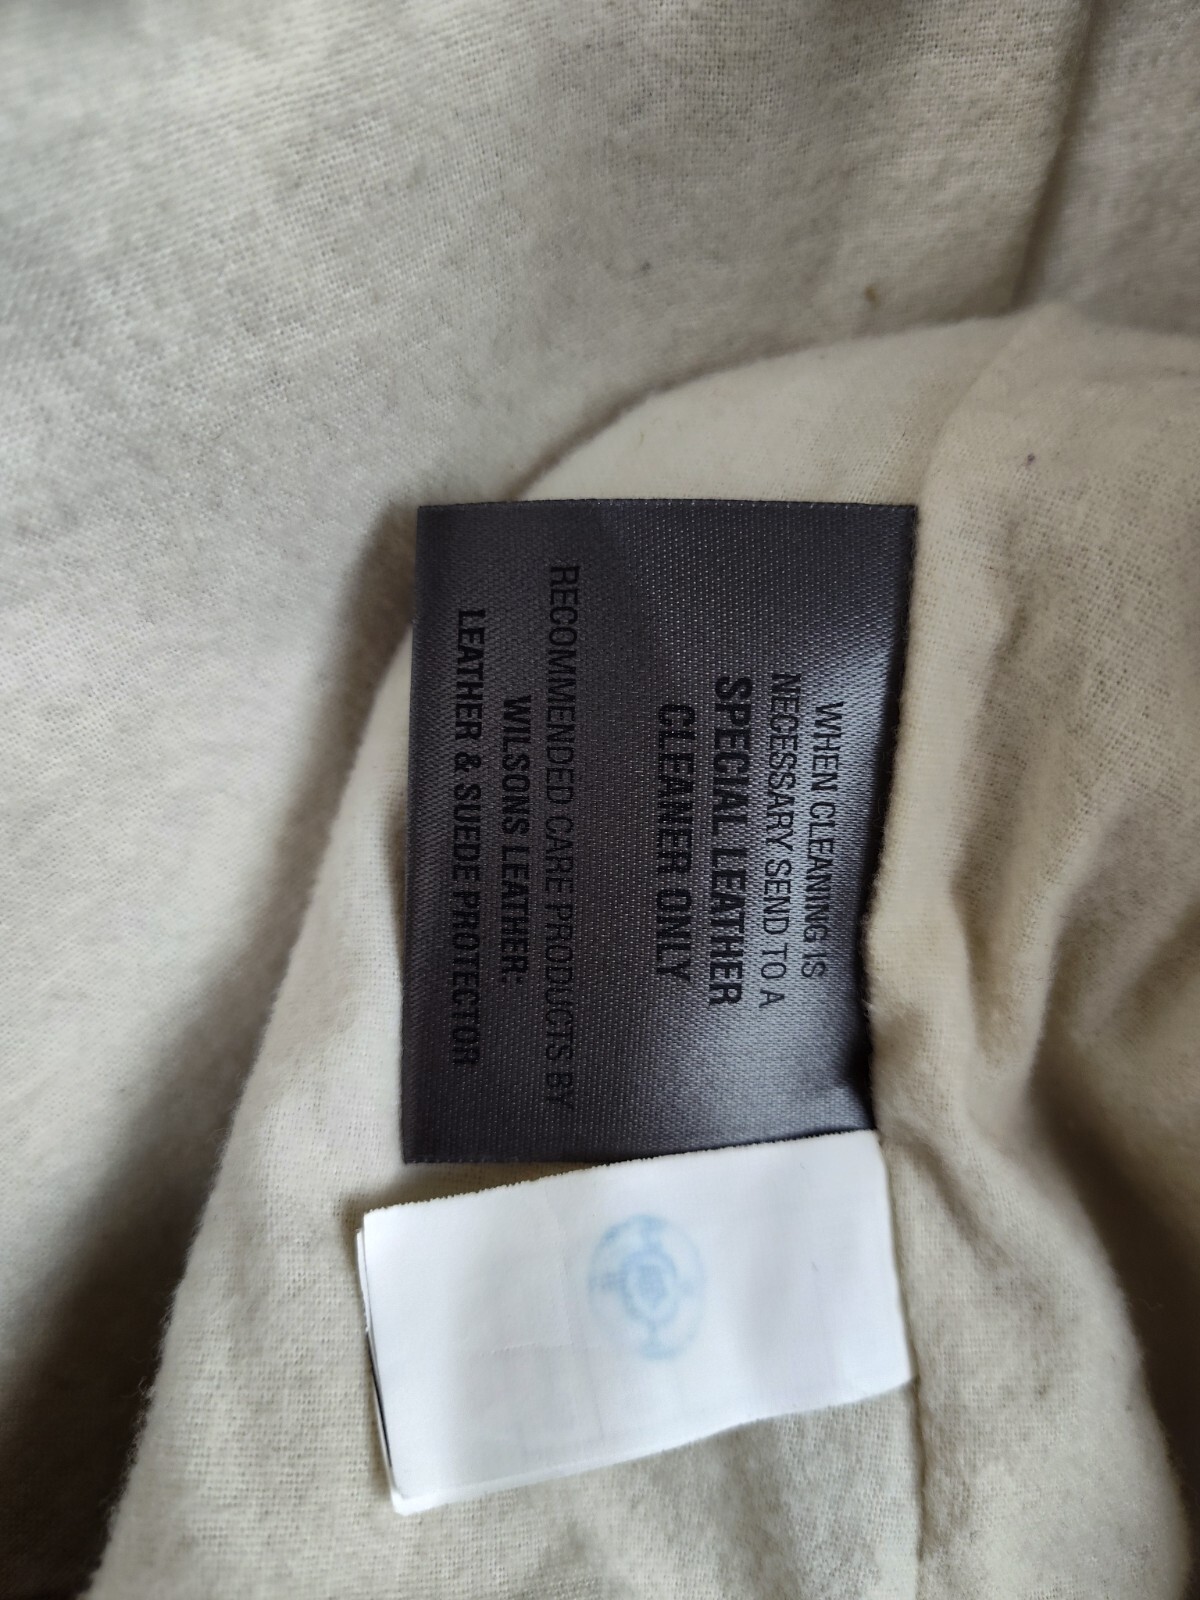 WHEN CLEANING IS
NECESSARY SEND TO A
SPECIAL LEATHER
CLEANER ONLY
RECOMMENDED CARE PRODUCTS BY
WILSONS LEATHER:
LEATHER & SUEDE PROTECTOR